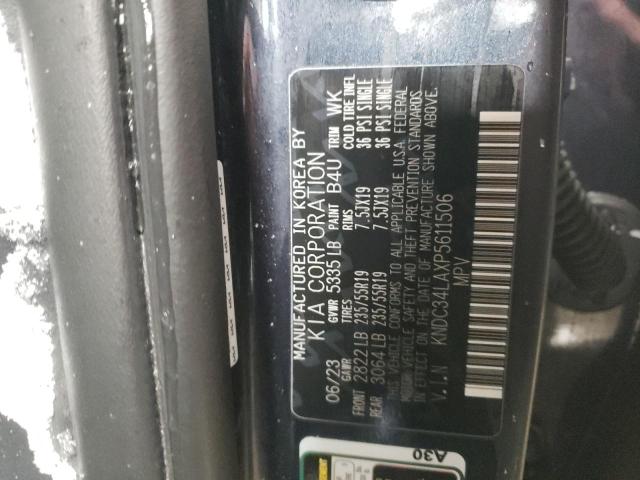 MANUFACTURED IN KOREA BY
KIA CORPORATION
06/23 GVWR 5335 LB PAINT B4U TRIM WK
GAWR TIRES RIMS COLD TIRE INFL
FRONT 2822 LB 235/55R19 7.5JX19 36 PSI SINGLE
REAR 3064 LB 235/55R19 7.5JX19 36 PSI SINGLE
THIS VEHICLE CONFORMS TO ALL APPLICABLE U.S.A. FEDERAL
MOTOR VEHICLE SAFETY AND THEFT PREVENTION STANDARDS
IN EFFECT ON THE DATE OF MANUFACTURE SHOWN ABOVE.
V.I.N KNDC34LAXP5611506
MPV
A30